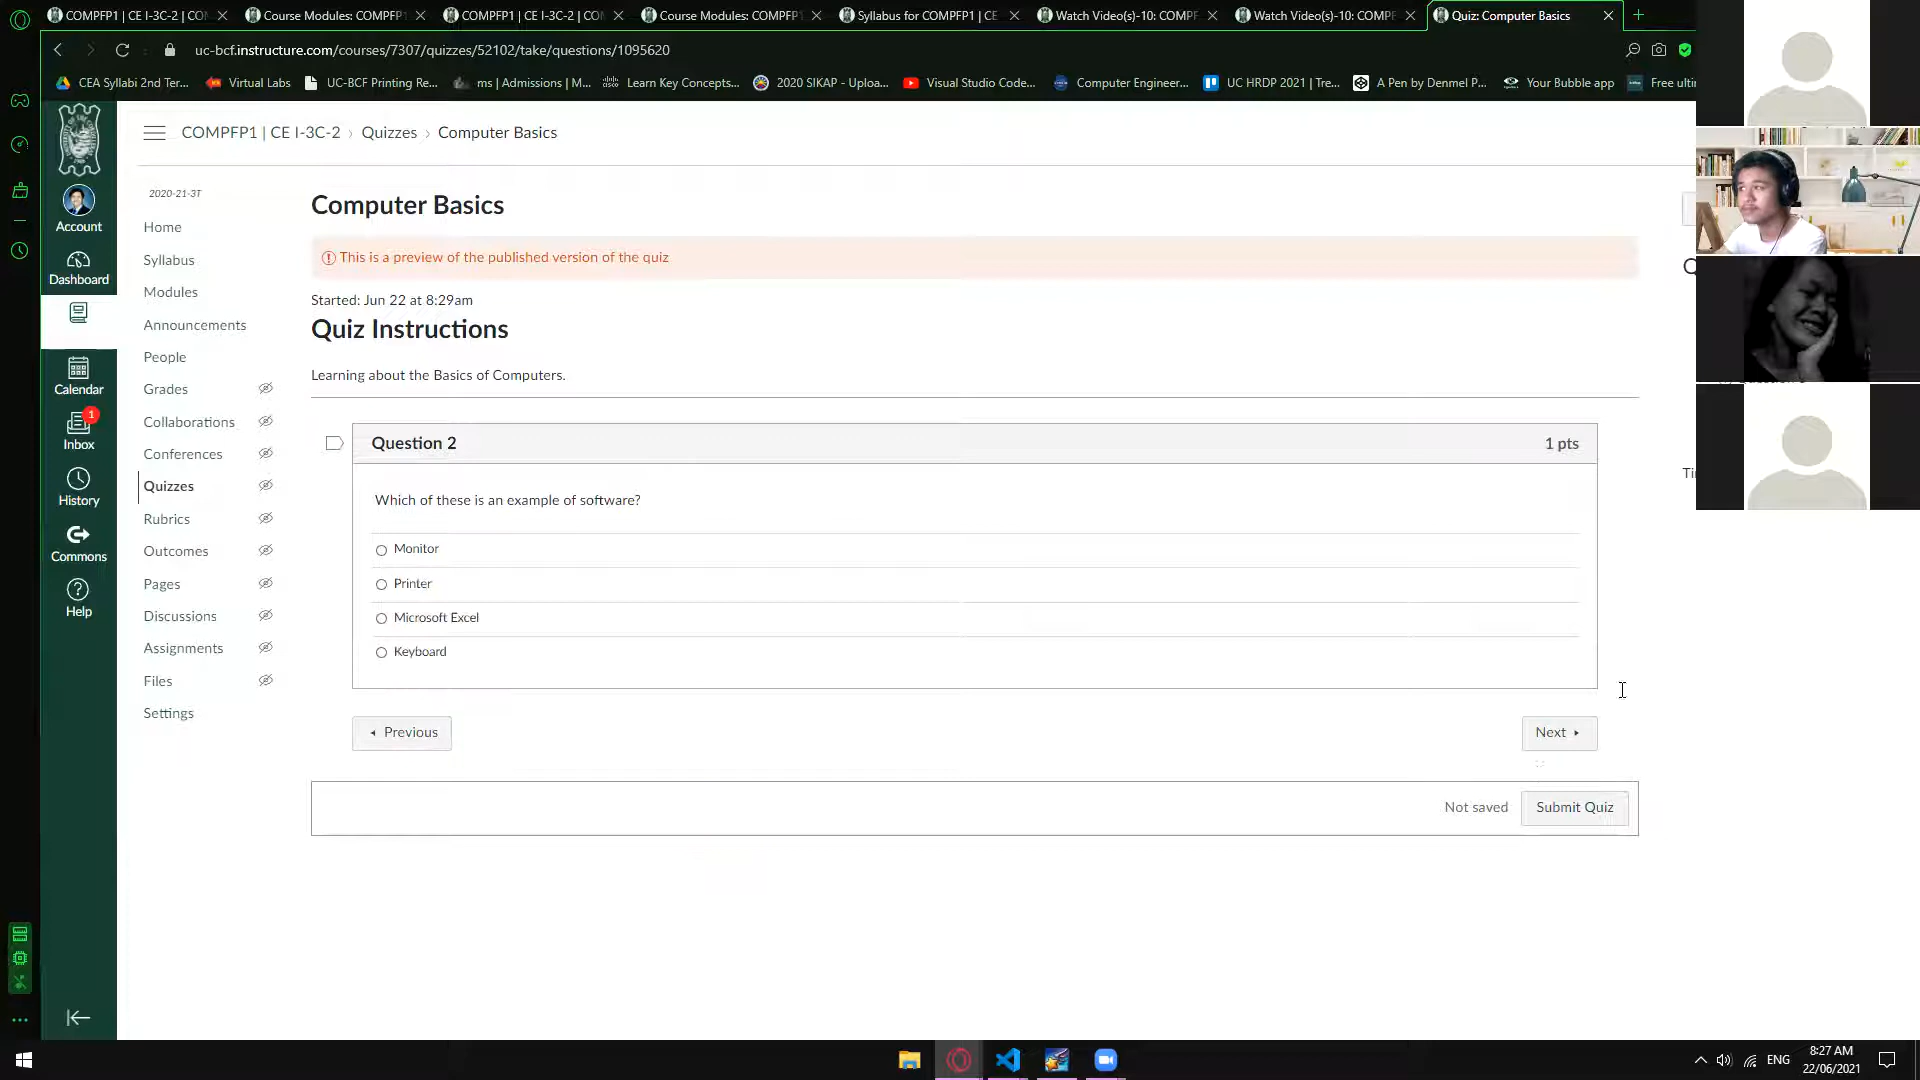 COMPFP1 | CE I-3C-2 | CO
Course Modules: COMPFP1
COMPFP1 | CE I-3C-2 | CO
Course Modules: COMPFP1
Syllabus for COMPFP1 | CE
Watch Video(s)-10: COMPF
Watch Video(s)-10: COMPF
Quiz: Computer Basics
uc-bcf.instructure.com/courses/7307/quizzes/52102/take/questions/1095620
CEA Syllabi 2nd Ter...
Virtual Labs
UC-BCF Printing Re...
ms | Admissions | M...
Learn Key Concepts...
2020 SIKAP - Uploa...
Visual Studio Code...
Computer Engineer...
UC HRDP 2021 | Tre...
A Pen by Denmel P...
Your Bubble app
Free ulti
COMPFP1 | CE I-3C-2 › Quizzes › Computer Basics
Account
Dashboard
Calendar
1
Inbox
History
Commons
Help
2020-21-3T
Home
Syllabus
Modules
Announcements
People
Grades
Collaborations
Conferences
Quizzes
Rubrics
Outcomes
Pages
Discussions
Assignments
Files
Settings
Computer Basics
This is a preview of the published version of the quiz
Started: Jun 22 at 8:29am
Quiz Instructions
Learning about the Basics of Computers.
Question 2
1 pts
Which of these is an example of software?
Monitor
Printer
Microsoft Excel
Keyboard
Previous
Next
Not saved
Submit Quiz
Q
Ti
ENG
8:27 AM
22/06/2021